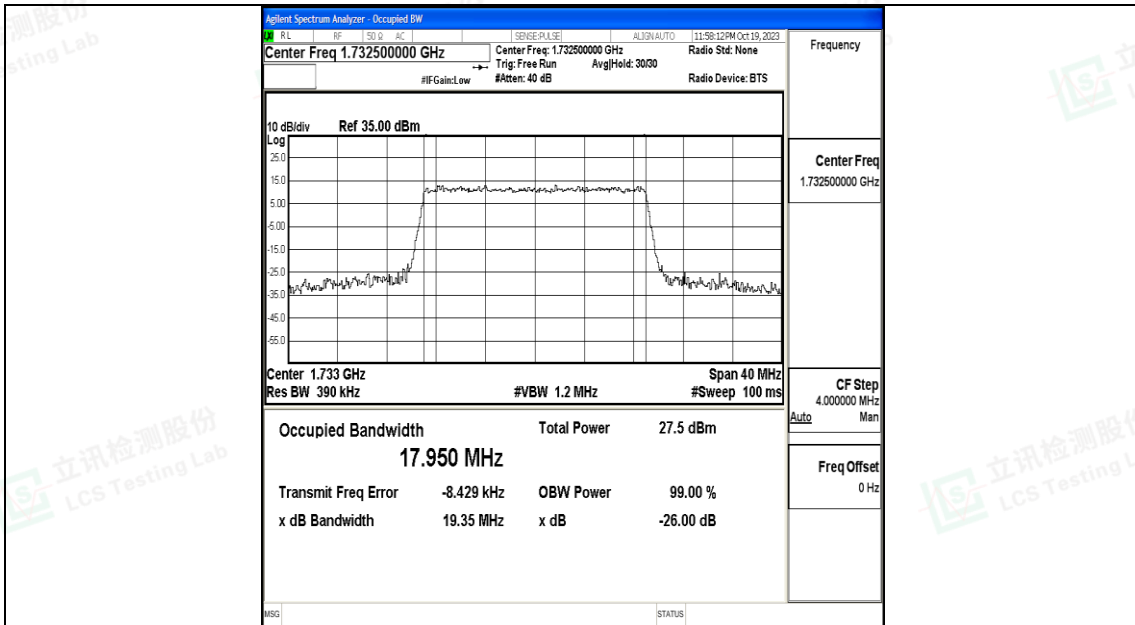 Agilent Spectrum Analyzer - Occupied BW
RL RF 50 Ω AC SENSE:PULSE ALIGN AUTO 11:58:12 PM Oct 19, 2023
Center Freq 1.732500000 GHz
Center Freq: 1.732500000 GHz
Radio Std: None
Trig: Free Run Avg|Hold: 30/30
#IFGain:Low
#Atten: 40 dB
Radio Device: BTS
10 dB/div Ref 35.00 dBm
Log
25.0
15.0
5.00
-5.00
-15.0
-25.0
-35.0
-45.0
-55.0
Center 1.733 GHz
Span 40 MHz
Res BW 390 kHz
#VBW 1.2 MHz
#Sweep 100 ms
Occupied Bandwidth
Total Power 27.5 dBm
17.950 MHz
Transmit Freq Error -8.429 kHz
OBW Power 99.00 %
x dB Bandwidth 19.35 MHz
x dB -26.00 dB
MSG
STATUS
Frequency
Center Freq
1.732500000 GHz
CF Step
4.000000 MHz
Auto Man
Freq Offset
0 Hz
立讯检测股份
LCS Testing Lab